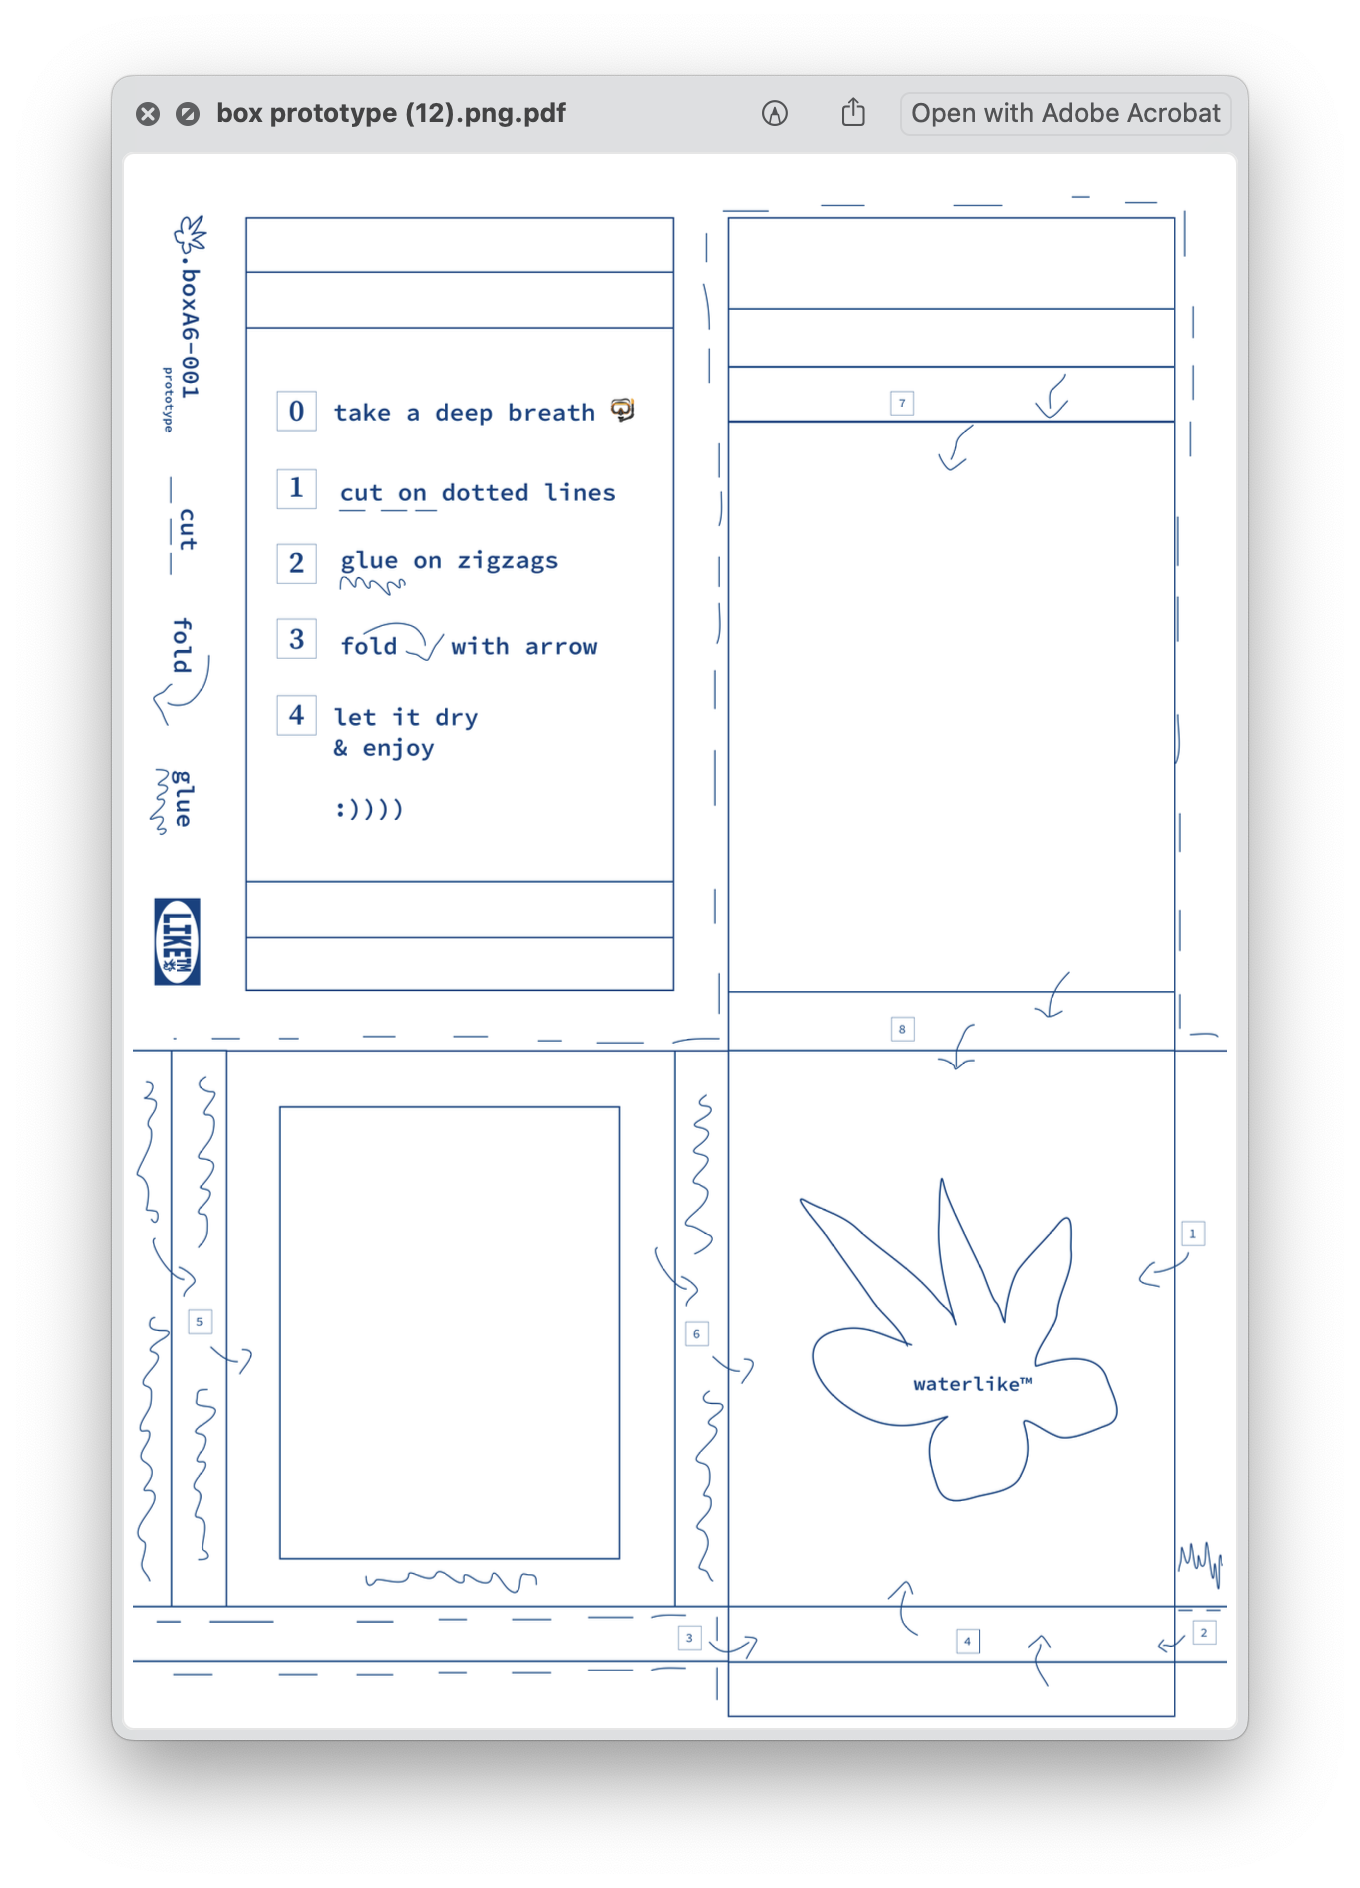 box prototype (12).png.pdf
Open with Adobe Acrobat
.boxA6-001
prototype
cut
fold
glue
LIKE™
0 take a deep breath 🤿
1 cut on dotted lines
2 glue on zigzags
3 fold with arrow
4 let it dry
& enjoy
:))))
7
8
5
6
1
waterlike™
3
4
2